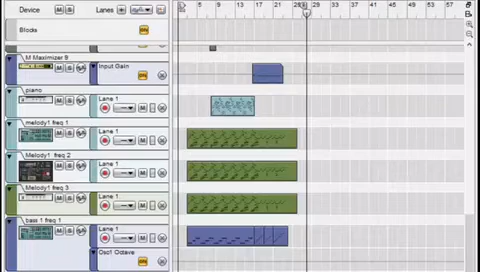 Device M S Lanes
1 5 9 13 17 21 25 29 33 37 41 45 49 53 57
Blocks ON
M Maximizer 9
M S Input Gain
ON
piano
M S Lane 1
M
melody1 freq 1
M S Lane 1
M
Melody1 freq 2
M S Lane 1
M
Melody1 freq 3
M S Lane 1
M
bass 1 freq 1
M S Lane 1
M
Osc1 Octave
ON